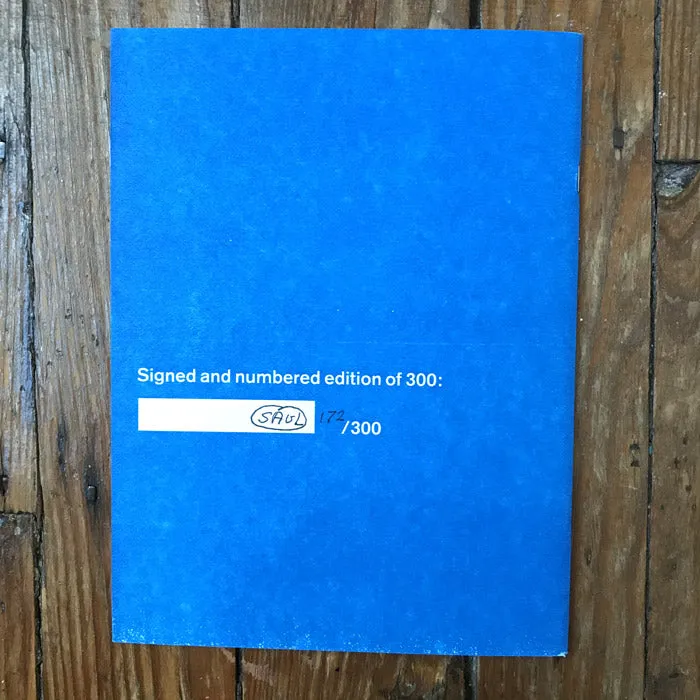 Signed and numbered edition of 300:
SAUL 172/300